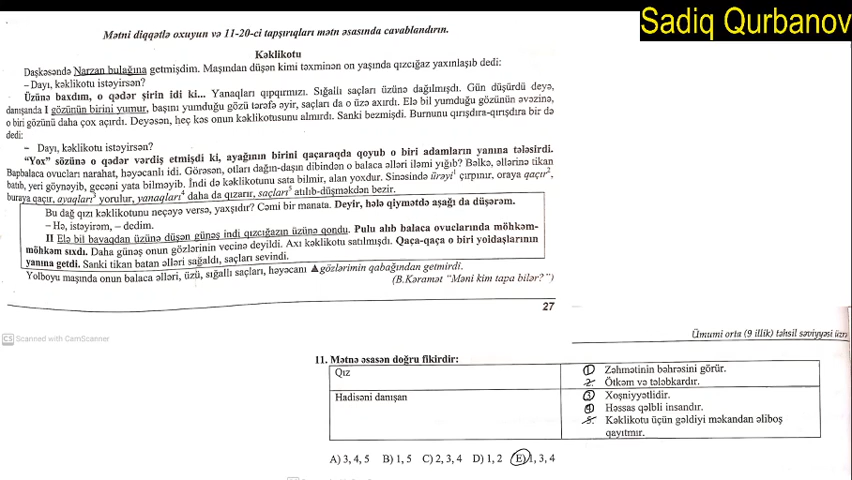 Sadiq Qurbanov
Mətni diqqətlə oxuyun və 11-20-ci tapşırıqları mətn əsasında cavablandırın.
Kəklikotu
Daşkəsəndə Narzan bulağına getmişdim. Maşından düşən kimi təxminən on yaşında qızcığaz yaxınlaşıb dedi:
– Dayı, kəklikotu istəyirsən?
Üzünə baxdım, o qədər şirin idi ki... Yanaqları qıpqırmızı. Sığallı saçları üzünə dağılmışdı. Gün düşürdü deyə,
danışanda I gözünün birini yumur, başını yumduğu gözü tərəfə əyir, saçları da o üzə axırdı. Elə bil yumduğu gözünün əvəzinə,
o biri gözünü daha çox açırdı. Deyəsən, heç kəs onun kəklikotusunu almırdı. Sanki bezmişdi. Burnunu qırışdıra-qırışdıra bir də
dedi:
– Dayı, kəklikotu istəyirsən?
“Yox” sözünə o qədər vərdiş etmişdi ki, ayağının birini qaçaraqda qoyub o biri adamların yanına tələsirdi.
Bapbalaca ovucları narahat, həyəcanlı idi. Görəsən, otları dağın-daşın dibindən o balaca əlləri iləmi yığıb? Bəlkə, əllərinə tikan
batıb, yeri göynəyib, gecəni yata bilməyib. İndi də kəklikotunu sata bilmir, alan yoxdur. Sinəsində ürəyi¹ çırpınır, oraya qaçır²,
buraya qaçır, ayaqları³ yorulur, yanaqları⁴ daha da qızarır, saçları⁵ atılıb-düşməkdən bezir.
Bu dağ qızı kəklikotunu neçəyə versə, yaxşıdır? Cəmi bir manata. Deyir, hələ qiymətdə aşağı da düşərəm.
– Hə, istəyirəm, – dedim.
II Elə bil bayaqdan üzünə düşən günəş indi qızcığazın üzünə qondu. Pulu alıb balaca ovuclarında möhkəm-
möhkəm sıxdı. Daha günəş onun gözlərinin vecinə deyildi. Axı kəklikotu satılmışdı. Qaça-qaça o biri yoldaşlarının
yanına getdi. Sanki tikan batan əlləri sağaldı, saçları sevindi.
Yolboyu maşında onun balaca əlləri, üzü, sığallı saçları, həyəcanı ▲gözlərimin qabağından getmirdi.
(B.Kəramət “Məni kim tapa bilər?”)
27
CS Scanned with CamScanner
Ümumi orta (9 illik) təhsil səviyyəsi üzrə
11. Mətnə əsasən doğru fikirdir:
Qız
1. Zəhmətinin bəhrəsini görür.
2. Ötkəm və tələbkardır.
Hadisəni danışan
3. Xoşniyyətlidir.
4. Həssas qəlbli insandır.
5. Kəklikotu üçün gəldiyi məkandan əliboş
qayıtmır.
A) 3, 4, 5 B) 1, 5 C) 2, 3, 4 D) 1, 2 E) 1, 3, 4